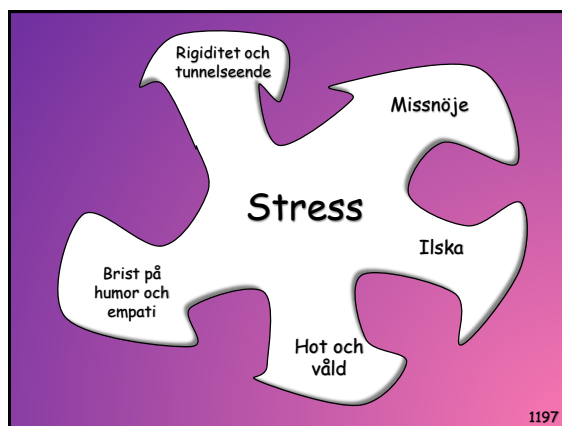 Rigiditet och
tunnelseende
Missnöje
Stress
Ilska
Brist på
humor och
empati
Hot och
våld
1197